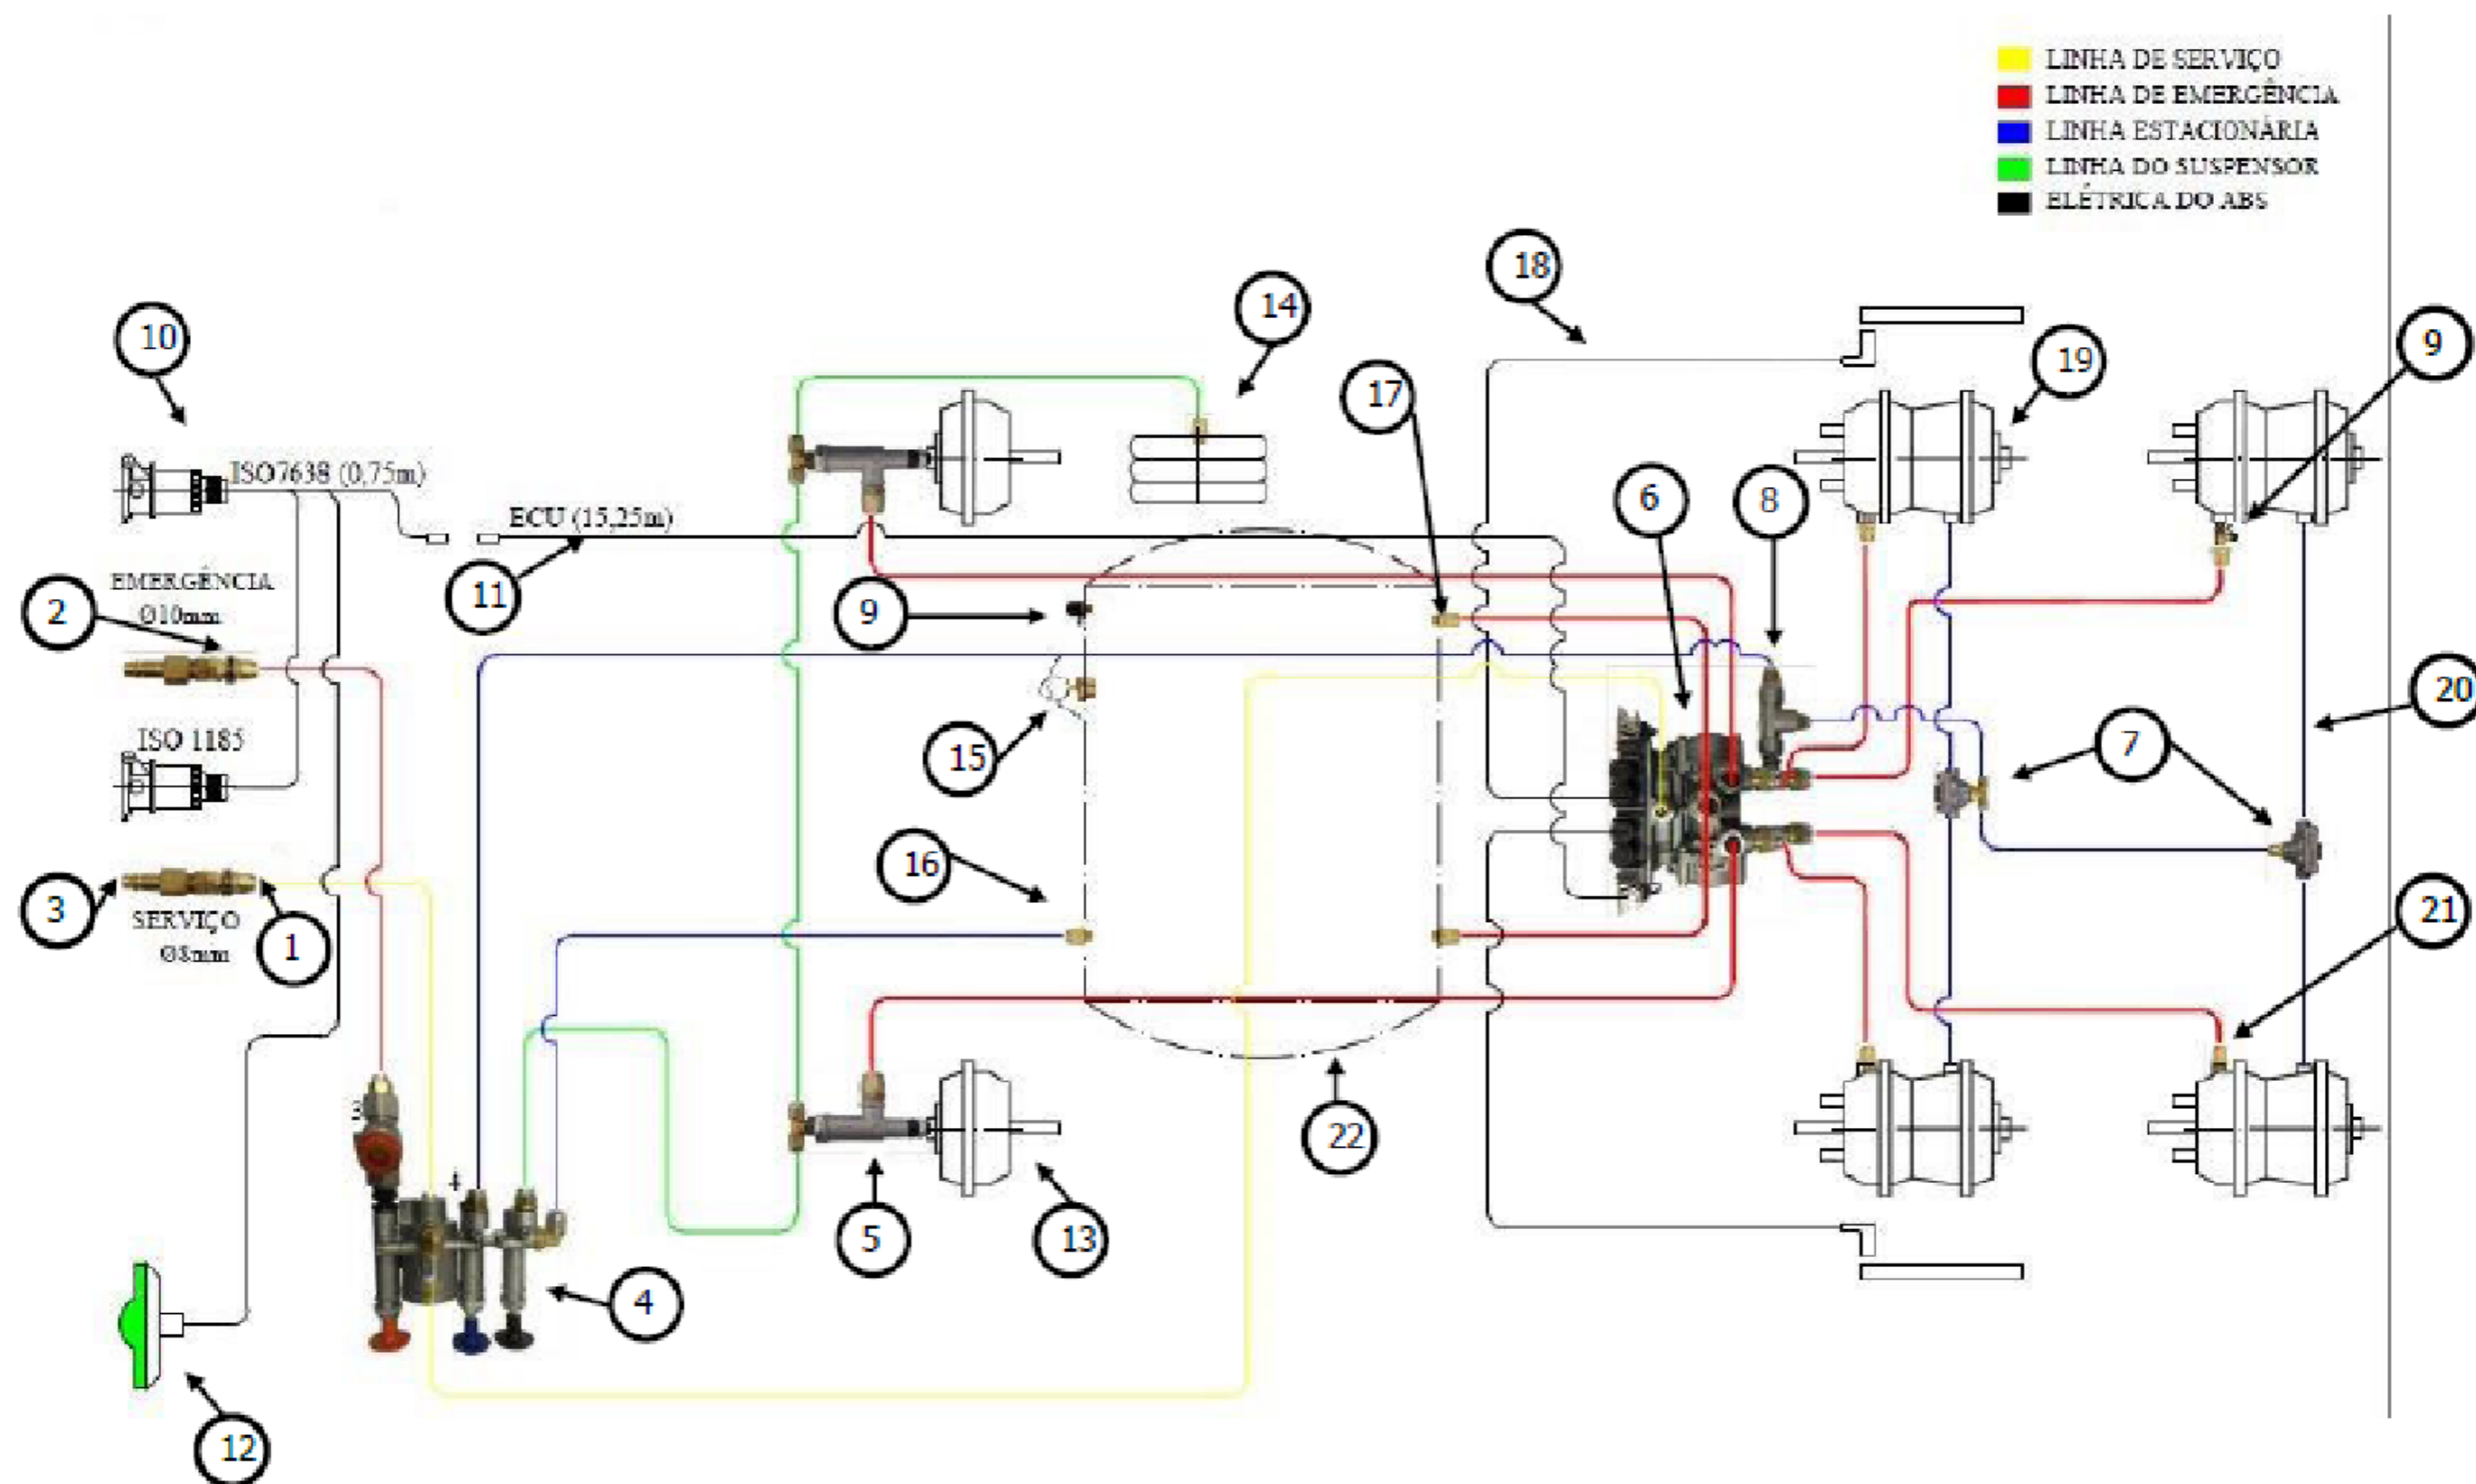 LINHA DE SERVIÇO
LINHA DE EMERGÊNCIA
LINHA ESTACIONÁRIA
LINHA DO SUSPENSOR
ELÉTRICA DO ABS
18
14
10
9
19
17
ISO7638 (0,75m)
6
8
ECU (15,25m)
11
EMERGÊNCIA
Ø10mm
2
9
20
ISO 1185
15
7
16
3
SERVIÇO
Ø8mm
1
21
3
22
4
5
13
4
12